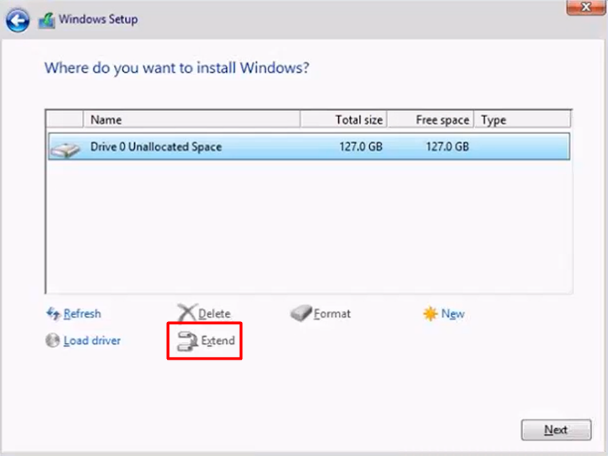 Windows Setup
Where do you want to install Windows?
Name Total size Free space Type
Drive 0 Unallocated Space 127.0 GB 127.0 GB
Refresh Delete Format New
Load driver Extend
Next